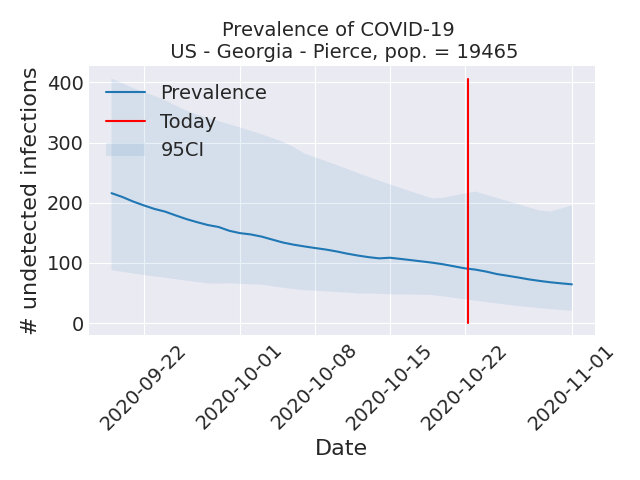 Prevalence of COVID-19
US - Georgia - Pierce, pop. = 19465
# undetected infections
400
300
200
100
0
Prevalence
Today
95CI
2020-09-22
2020-10-01
2020-10-08
2020-10-15
2020-10-22
2020-11-01
Date